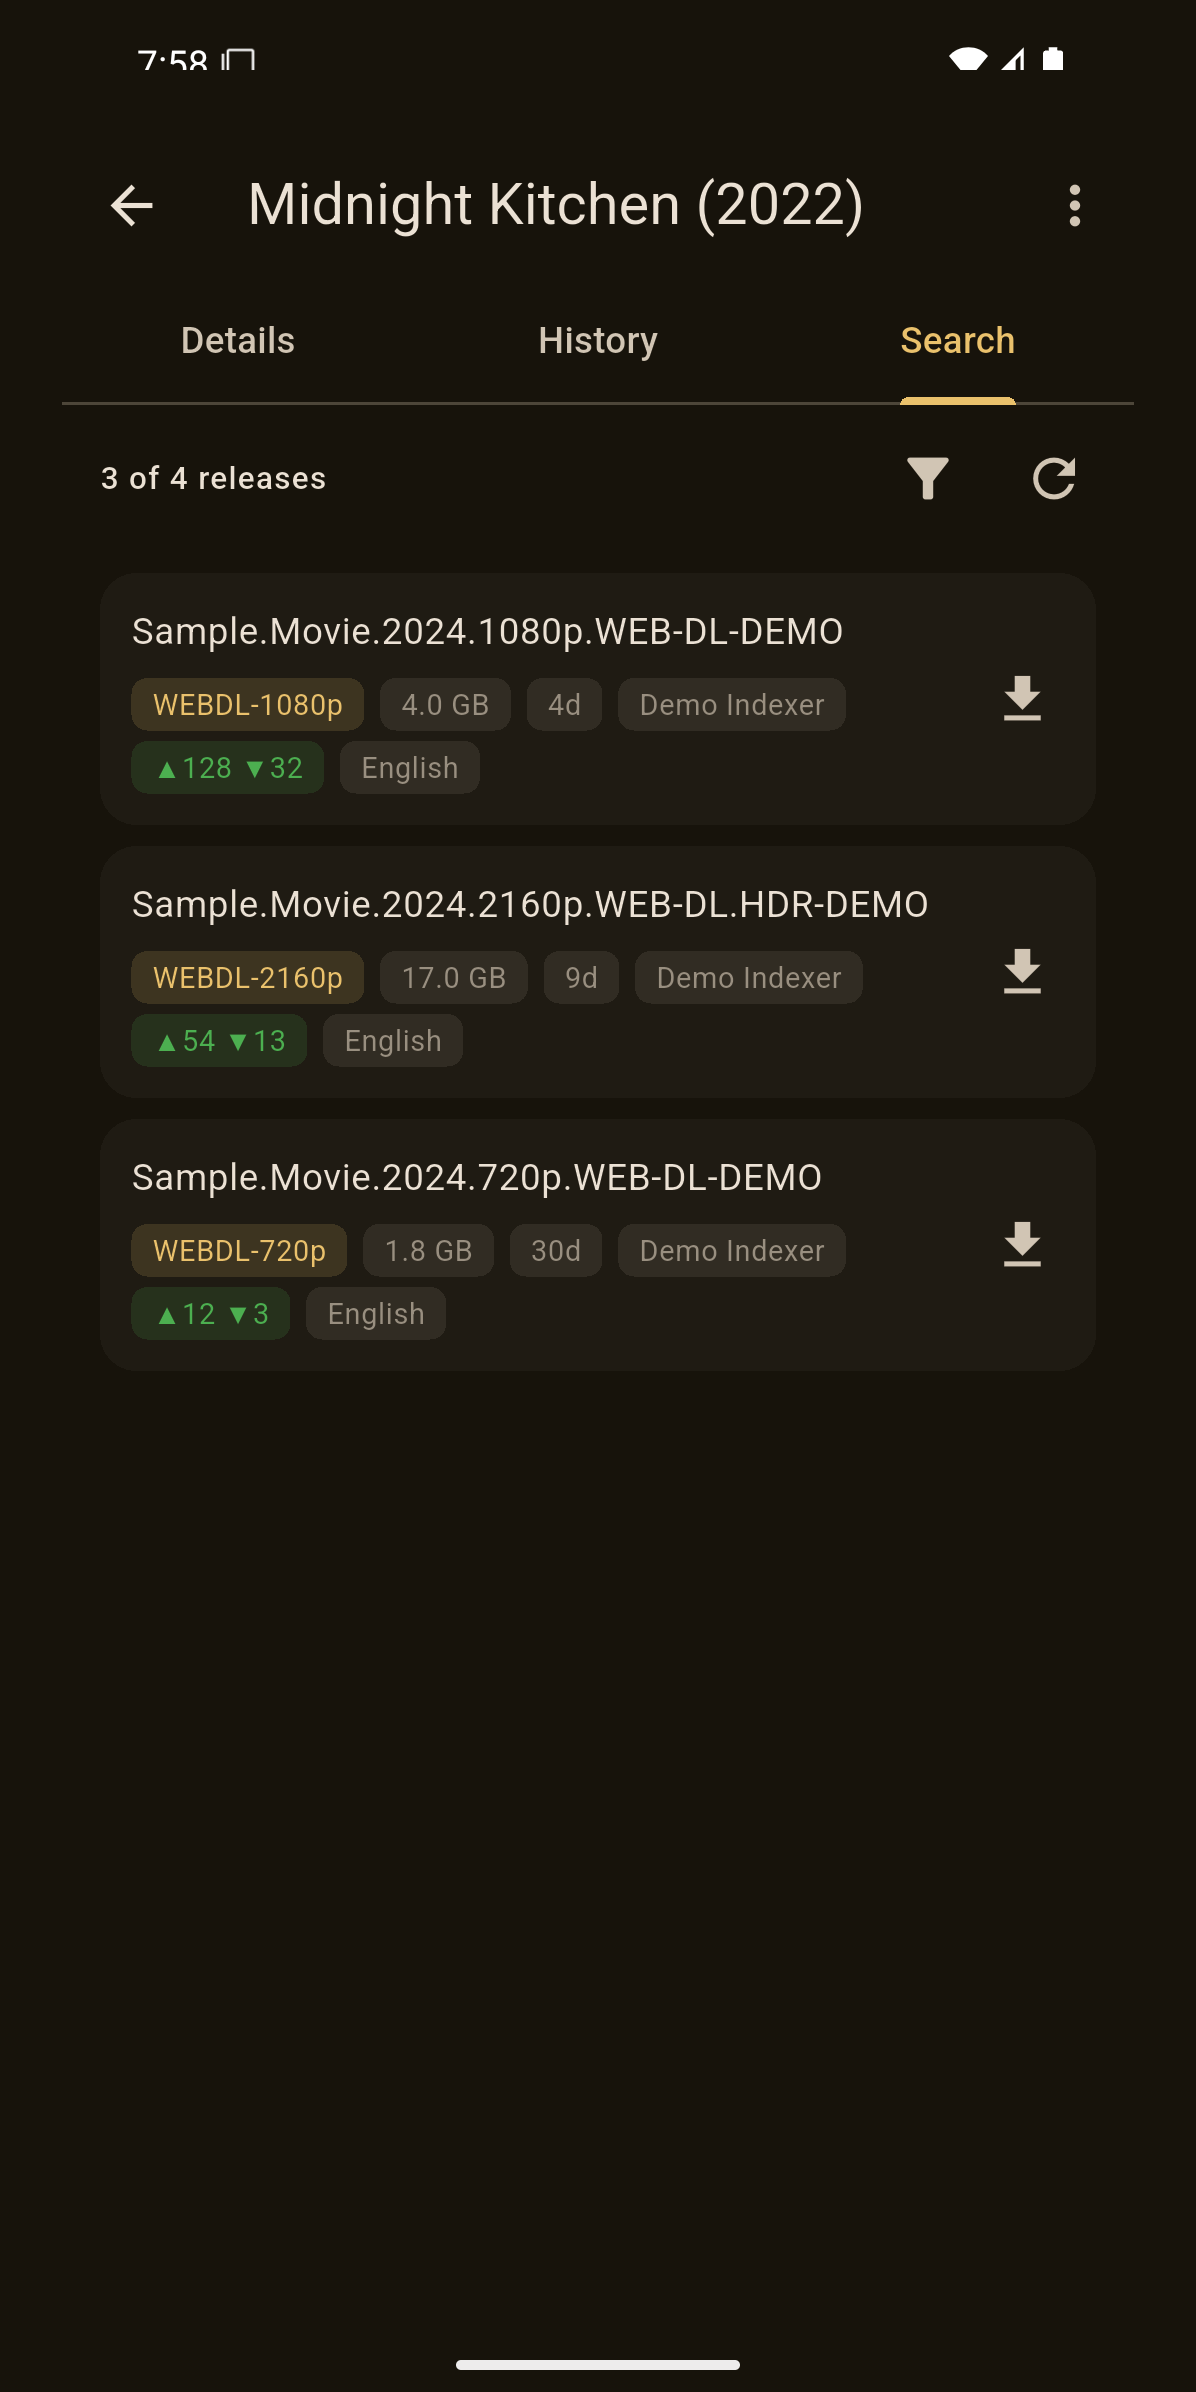 7:58
Midnight Kitchen (2022)
Details History Search
3 of 4 releases
Sample.Movie.2024.1080p.WEB-DL-DEMO
WEBDL-1080p 4.0 GB 4d Demo Indexer
▲128 ▼32 English
Sample.Movie.2024.2160p.WEB-DL.HDR-DEMO
WEBDL-2160p 17.0 GB 9d Demo Indexer
▲54 ▼13 English
Sample.Movie.2024.720p.WEB-DL-DEMO
WEBDL-720p 1.8 GB 30d Demo Indexer
▲12 ▼3 English